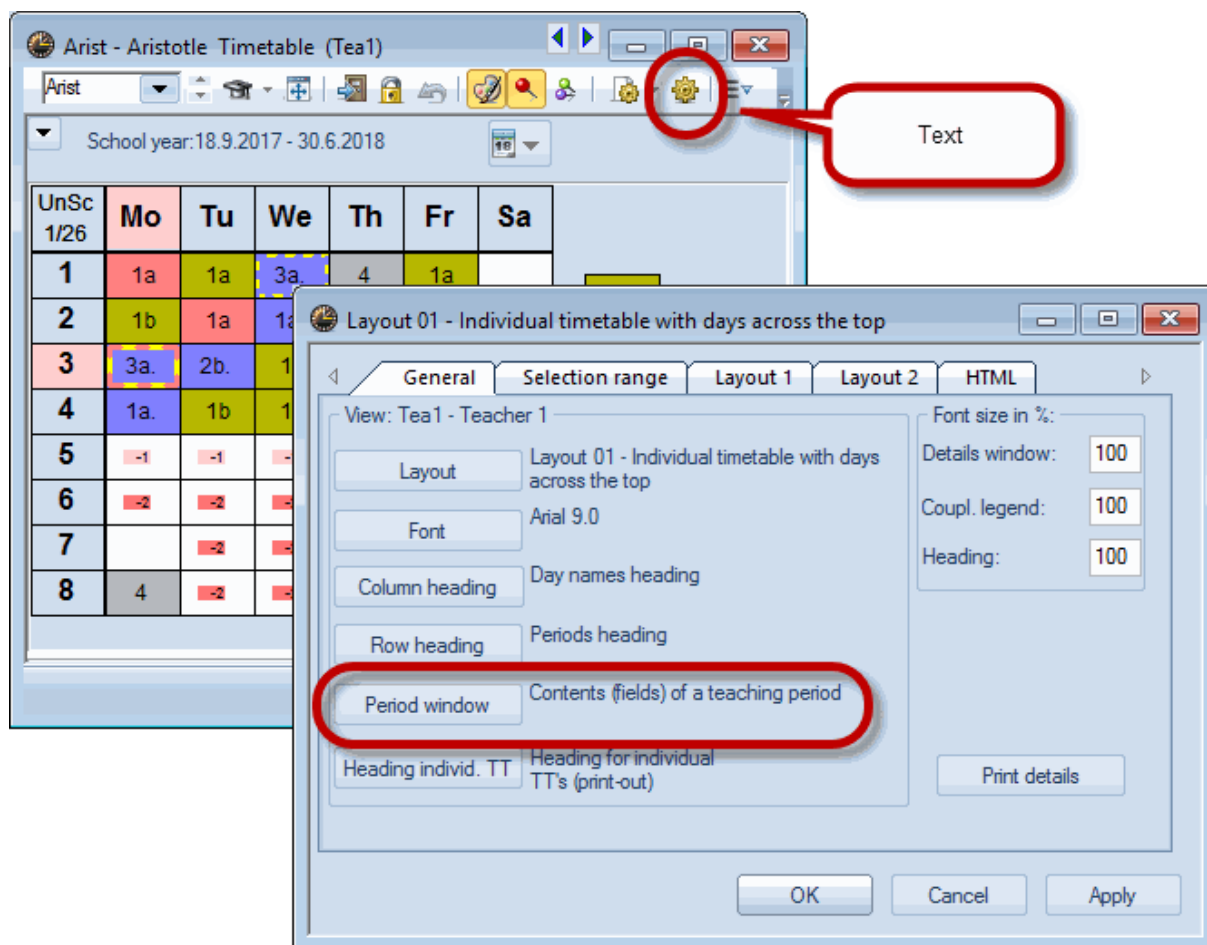 Arist - Aristotle Timetable (Tea1)
Arist
School year:18.9.2017 - 30.6.2018
18
Text
UnSc
1/26
Mo Tu We Th Fr Sa
1 1a 1a 3a. 4 1a
2 1b 1a
3 3a. 2b.
4 1a. 1b
5 -1 -1
6 -2 -2
7 -2
8 4 -2
Layout 01 - Individual timetable with days across the top
General Selection range Layout 1 Layout 2 HTML
View: Tea1 - Teacher 1
Layout
Layout 01 - Individual timetable with days
across the top
Font
Arial 9.0
Column heading
Day names heading
Row heading
Periods heading
Period window
Contents (fields) of a teaching period
Heading individ. TT
Heading for individual
TT's (print-out)
Font size in %:
Details window: 100
Coupl. legend: 100
Heading: 100
Print details
OK Cancel Apply